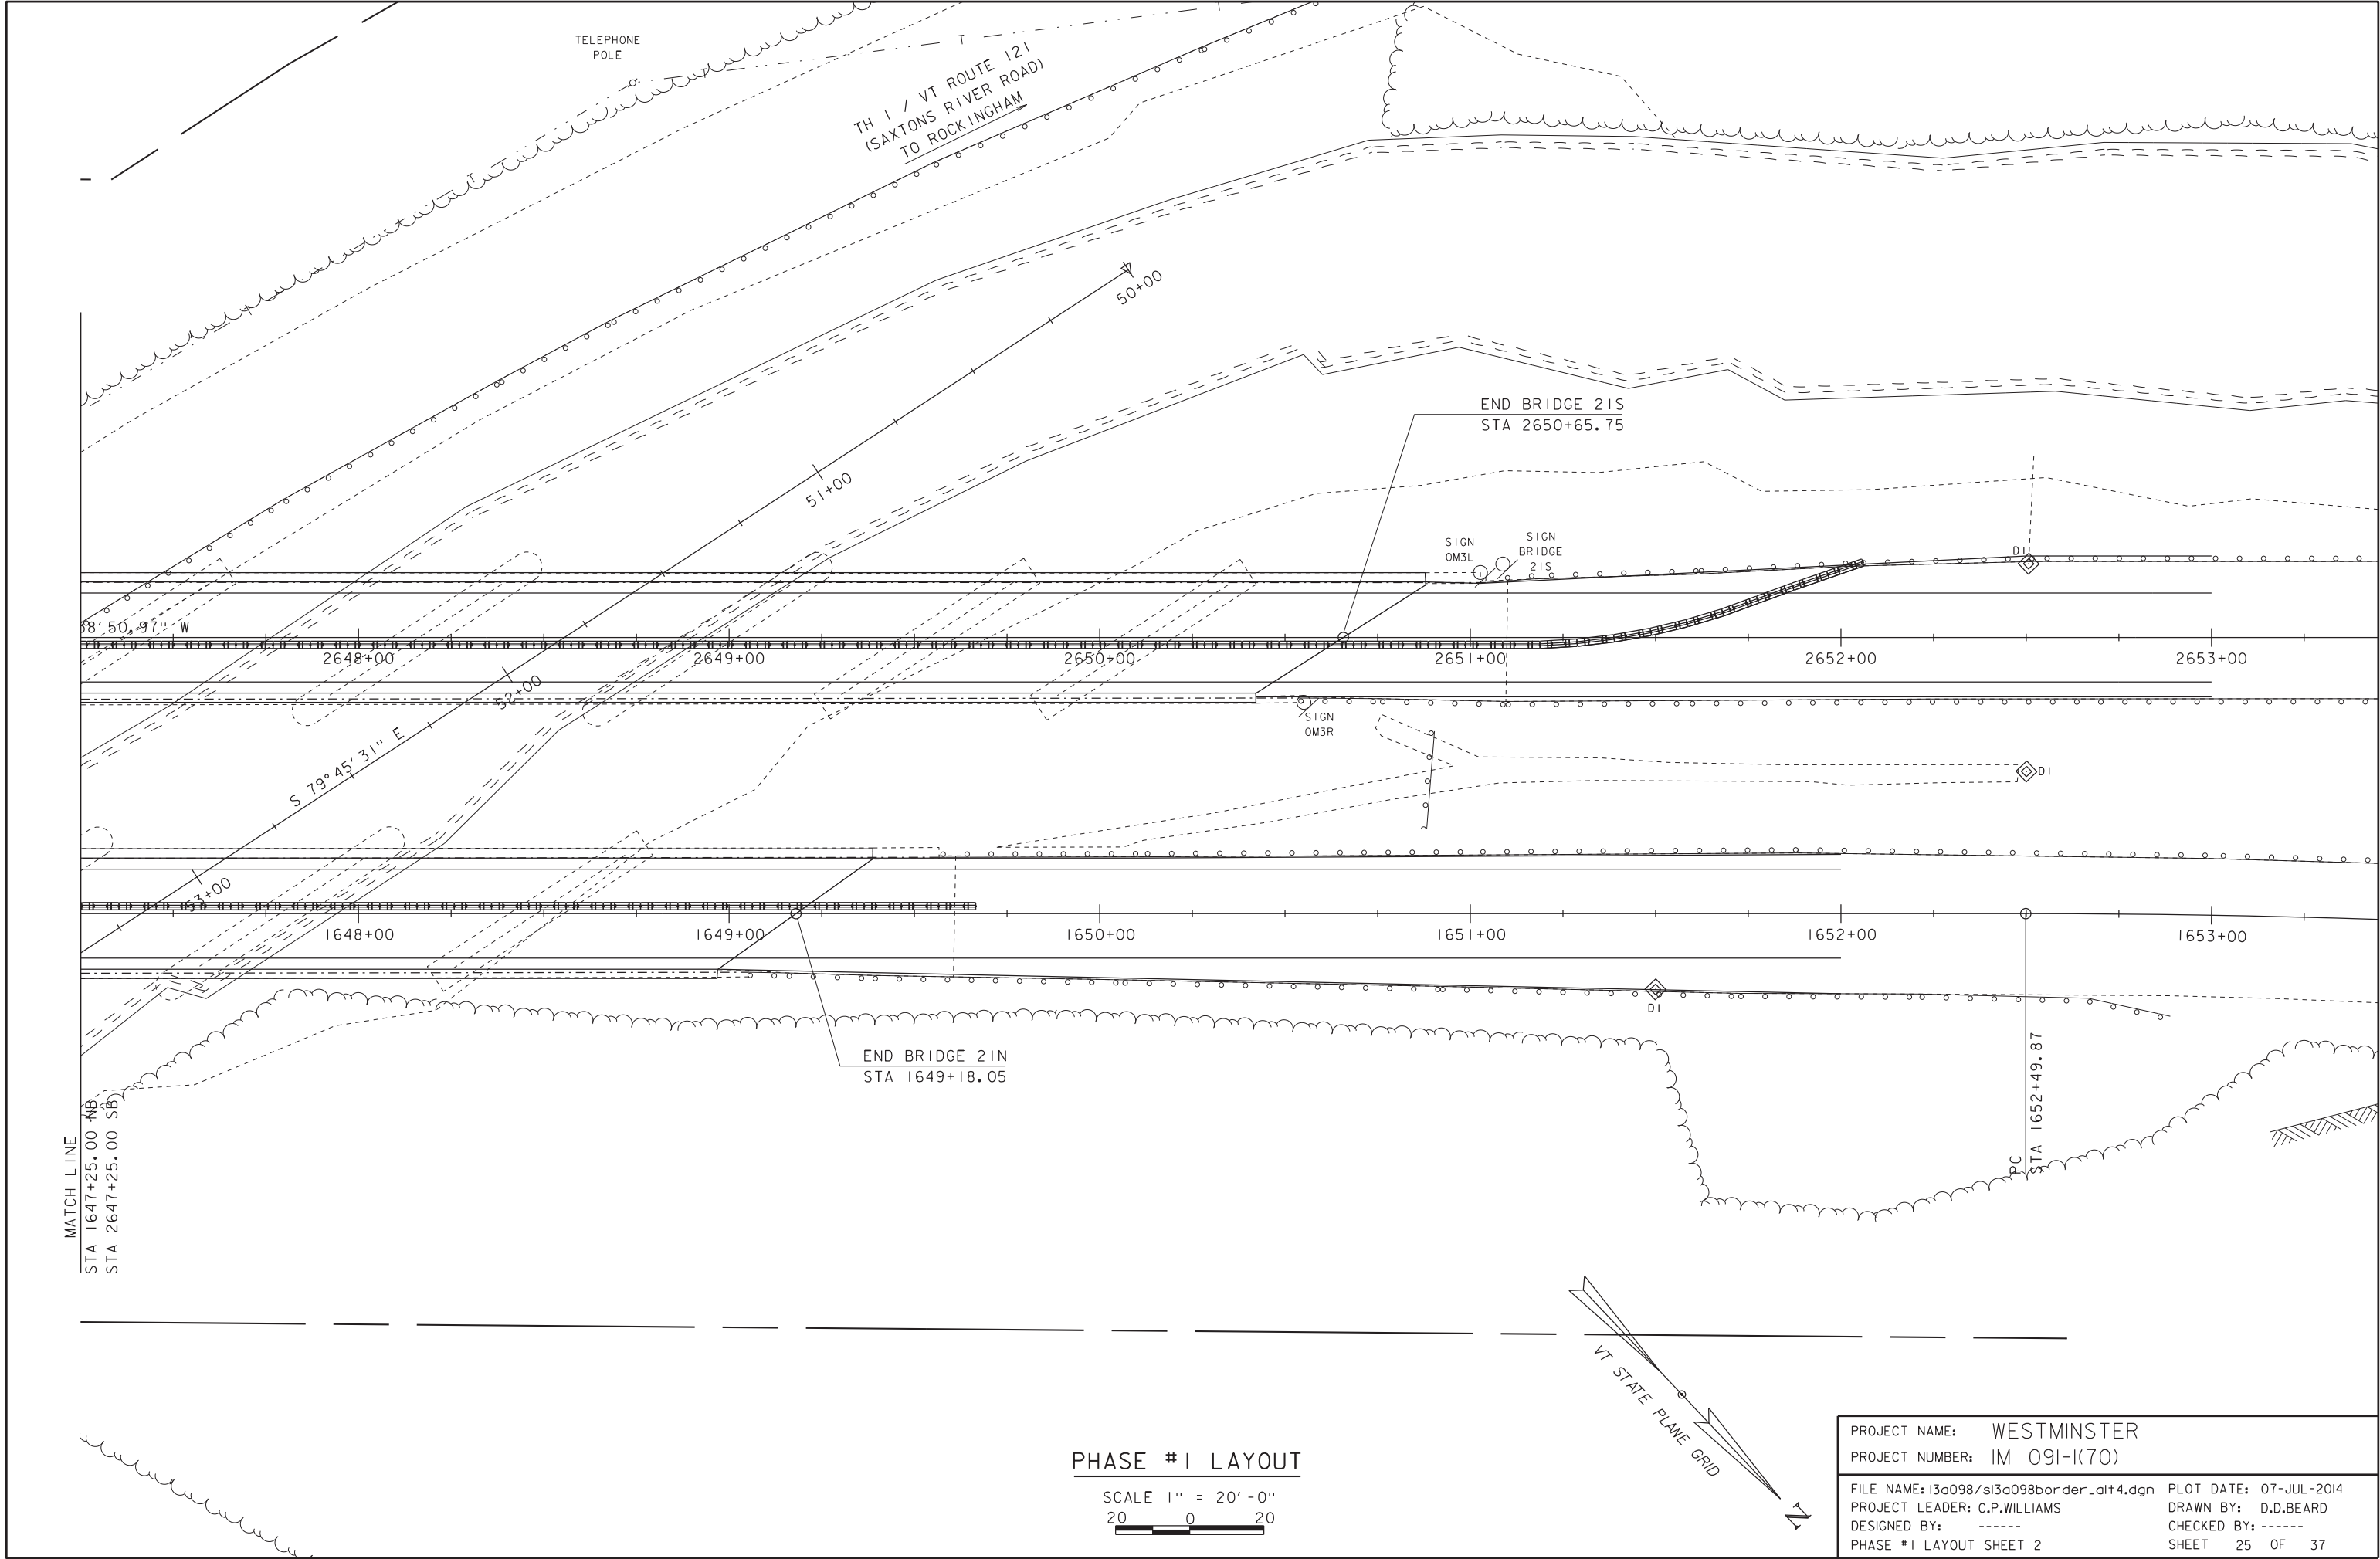 TELEPHONE
POLE
T
T
T
T
T
T
TH 1 / VT ROUTE 121
(SAXTONS RIVER ROAD)
TO ROCKINGHAM
50+00
51+00
END BRIDGE 21S
STA 2650+65.75
SIGN
OM3L
SIGN
BRIDGE
21S
DI
38' 50.97" W
2648+00
2649+00
2650+00
2651+00
2652+00
2653+00
52+00
SIGN
OM3R
S 79° 45' 31" E
DI
53+00
1648+00
1649+00
1650+00
1651+00
1652+00
1653+00
DI
END BRIDGE 21N
STA 1649+18.05
PC
STA 1652+49.87
MATCH LINE
STA 1647+25.00 NB
STA 2647+25.00 SB
VT STATE PLANE GRID
N
PHASE #1 LAYOUT
SCALE 1" = 20'-0"
20 0 20
PROJECT NAME: WESTMINSTER
PROJECT NUMBER: IM 091-1(70)
FILE NAME: 13a098/s13a098border_alt4.dgn PLOT DATE: 07-JUL-2014
PROJECT LEADER: C.P.WILLIAMS DRAWN BY: D.D.BEARD
DESIGNED BY: ------ CHECKED BY: ------
PHASE #1 LAYOUT SHEET 2 SHEET 25 OF 37